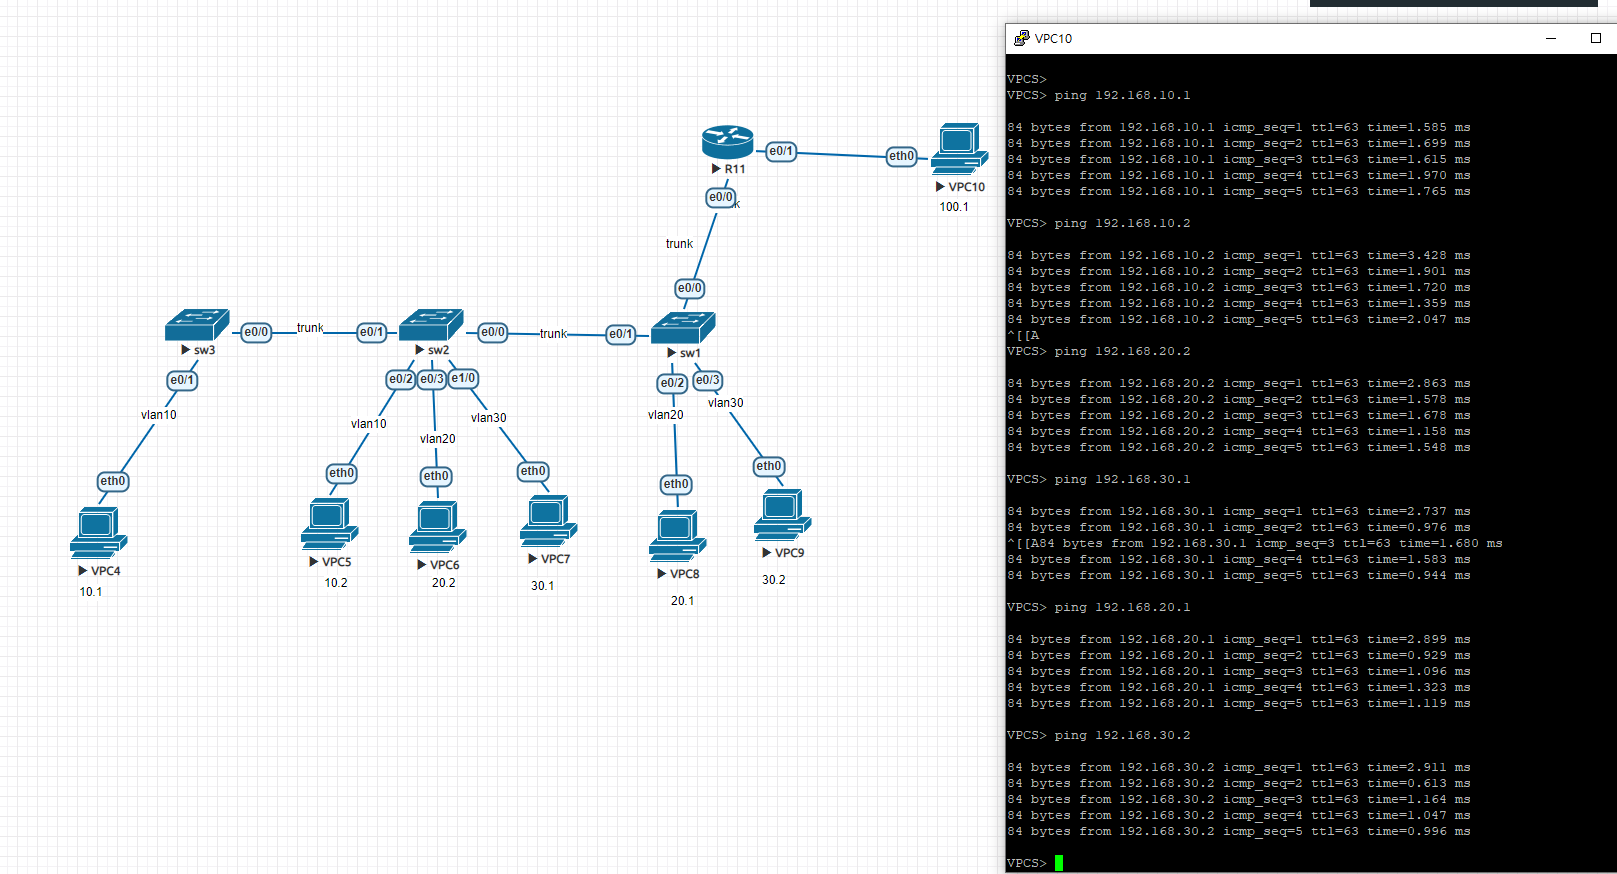 R11
e0/1
eth0
VPC10
100.1
e0/0
trunk
e0/0
sw3
e0/0
trunk
e0/1
sw2
e0/0
trunk
e0/1
sw1
e0/1
e0/2
e0/3
e1/0
e0/2
e0/3
vlan10
vlan10
vlan20
vlan30
vlan20
vlan30
eth0
eth0
eth0
eth0
eth0
eth0
VPC4
10.1
VPC5
10.2
VPC6
20.2
VPC7
30.1
VPC8
20.1
VPC9
30.2
VPC10
VPCS>
VPCS> ping 192.168.10.1
84 bytes from 192.168.10.1 icmp_seq=1 ttl=63 time=1.585 ms
84 bytes from 192.168.10.1 icmp_seq=2 ttl=63 time=1.699 ms
84 bytes from 192.168.10.1 icmp_seq=3 ttl=63 time=1.615 ms
84 bytes from 192.168.10.1 icmp_seq=4 ttl=63 time=1.970 ms
84 bytes from 192.168.10.1 icmp_seq=5 ttl=63 time=1.765 ms
VPCS> ping 192.168.10.2
84 bytes from 192.168.10.2 icmp_seq=1 ttl=63 time=3.428 ms
84 bytes from 192.168.10.2 icmp_seq=2 ttl=63 time=1.901 ms
84 bytes from 192.168.10.2 icmp_seq=3 ttl=63 time=1.720 ms
84 bytes from 192.168.10.2 icmp_seq=4 ttl=63 time=1.359 ms
84 bytes from 192.168.10.2 icmp_seq=5 ttl=63 time=2.047 ms
^[[A
VPCS> ping 192.168.20.2
84 bytes from 192.168.20.2 icmp_seq=1 ttl=63 time=2.863 ms
84 bytes from 192.168.20.2 icmp_seq=2 ttl=63 time=1.578 ms
84 bytes from 192.168.20.2 icmp_seq=3 ttl=63 time=1.678 ms
84 bytes from 192.168.20.2 icmp_seq=4 ttl=63 time=1.158 ms
84 bytes from 192.168.20.2 icmp_seq=5 ttl=63 time=1.548 ms
VPCS> ping 192.168.30.1
84 bytes from 192.168.30.1 icmp_seq=1 ttl=63 time=2.737 ms
84 bytes from 192.168.30.1 icmp_seq=2 ttl=63 time=0.976 ms
^[[A84 bytes from 192.168.30.1 icmp_seq=3 ttl=63 time=1.680 ms
84 bytes from 192.168.30.1 icmp_seq=4 ttl=63 time=1.583 ms
84 bytes from 192.168.30.1 icmp_seq=5 ttl=63 time=0.944 ms
VPCS> ping 192.168.20.1
84 bytes from 192.168.20.1 icmp_seq=1 ttl=63 time=2.899 ms
84 bytes from 192.168.20.1 icmp_seq=2 ttl=63 time=0.929 ms
84 bytes from 192.168.20.1 icmp_seq=3 ttl=63 time=1.096 ms
84 bytes from 192.168.20.1 icmp_seq=4 ttl=63 time=1.323 ms
84 bytes from 192.168.20.1 icmp_seq=5 ttl=63 time=1.119 ms
VPCS> ping 192.168.30.2
84 bytes from 192.168.30.2 icmp_seq=1 ttl=63 time=2.911 ms
84 bytes from 192.168.30.2 icmp_seq=2 ttl=63 time=0.613 ms
84 bytes from 192.168.30.2 icmp_seq=3 ttl=63 time=1.164 ms
84 bytes from 192.168.30.2 icmp_seq=4 ttl=63 time=1.047 ms
84 bytes from 192.168.30.2 icmp_seq=5 ttl=63 time=0.996 ms
VPCS>